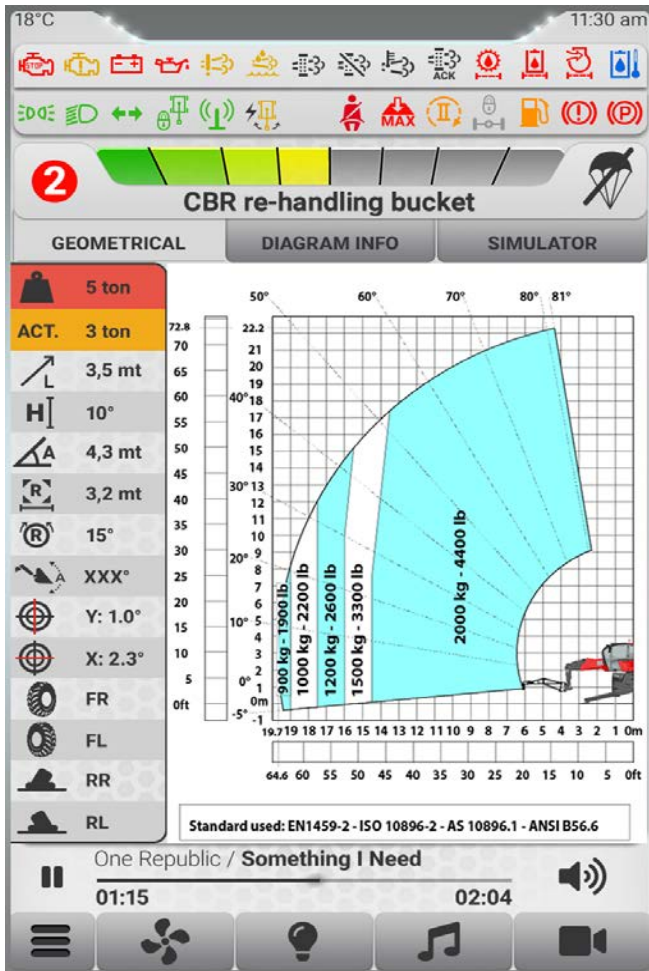 18°C 11:30 am
STOP
ACK
MAX II (!) (P)
2
CBR re-handling bucket
GEOMETRICAL DIAGRAM INFO SIMULATOR
5 ton
ACT. 3 ton
L 3,5 mt
H 10°
A 4,3 mt
R 3,2 mt
R 15°
A XXX°
Y: 1.0°
X: 2.3°
FR
FL
RR
RL
50° 60° 70° 80° 81°
40°
30°
20°
10°
0°
-5°
72.8
70
65
60
55
50
45
40
35
30
25
20
15
10
5
0ft
22.2
21
20
19
18
17
16
15
14
13
12
11
10
9
8
7
6
5
4
3
2
1
0m
-1
900 kg - 1900 lb
1000 kg - 2200 lb
1200 kg - 2600 lb
1500 kg - 3300 lb
2000 kg - 4400 lb
19.7 19 18 17 16 15 14 13 12 11 10 9 8 7 6 5 4 3 2 1 0m
64.6 60 55 50 45 40 35 30 25 20 15 10 5 0ft
Standard used: EN1459-2 - ISO 10896-2 - AS 10896.1 - ANSI B56.6
One Republic / Something I Need
01:15 02:04